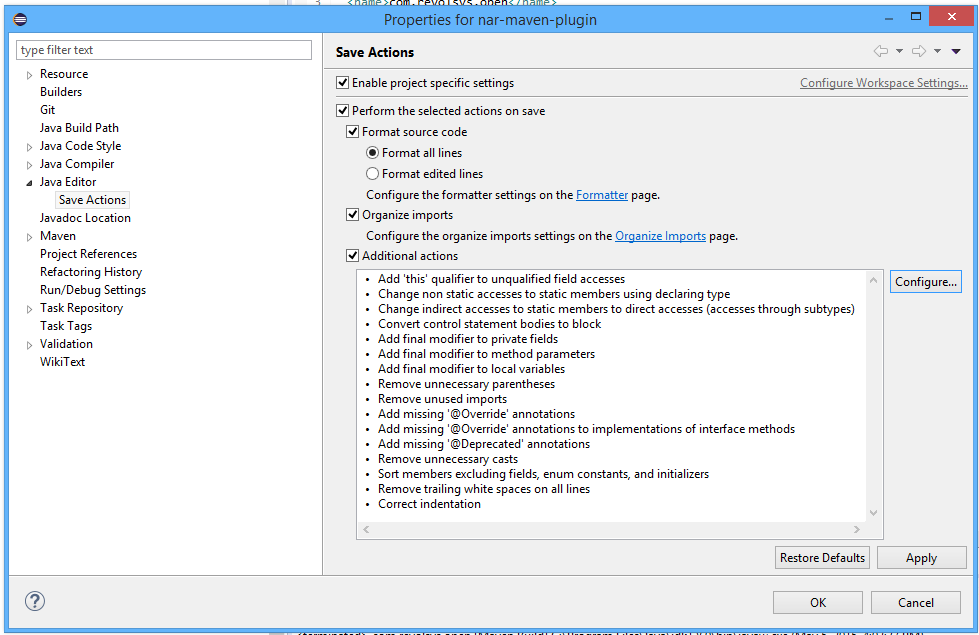 <name>com.revolsys.open</name>
Properties for nar-maven-plugin
type filter text
Resource
Builders
Git
Java Build Path
Java Code Style
Java Compiler
Java Editor
Save Actions
Javadoc Location
Maven
Project References
Refactoring History
Run/Debug Settings
Task Repository
Task Tags
Validation
WikiText
Save Actions
Enable project specific settings
Configure Workspace Settings...
Perform the selected actions on save
Format source code
Format all lines
Format edited lines
Configure the formatter settings on the Formatter page.
Organize imports
Configure the organize imports settings on the Organize Imports page.
Additional actions
• Add 'this' qualifier to unqualified field accesses
• Change non static accesses to static members using declaring type
• Change indirect accesses to static members to direct accesses (accesses through subtypes)
• Convert control statement bodies to block
• Add final modifier to private fields
• Add final modifier to method parameters
• Add final modifier to local variables
• Remove unnecessary parentheses
• Remove unused imports
• Add missing '@Override' annotations
• Add missing '@Override' annotations to implementations of interface methods
• Add missing '@Deprecated' annotations
• Remove unnecessary casts
• Sort members excluding fields, enum constants, and initializers
• Remove trailing white spaces on all lines
• Correct indentation
Configure...
Restore Defaults
Apply
OK
Cancel